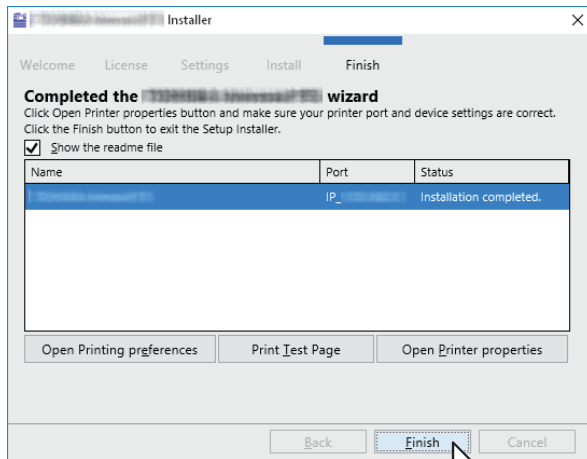 Installer
Welcome License Settings Install Finish
Completed the wizard
Click Open Printer properties button and make sure your printer port and device settings are correct.
Click the Finish button to exit the Setup Installer.
Show the readme file
Name Port Status
IP_ Installation completed.
Open Printing preferences Print Test Page Open Printer properties
Back Finish Cancel